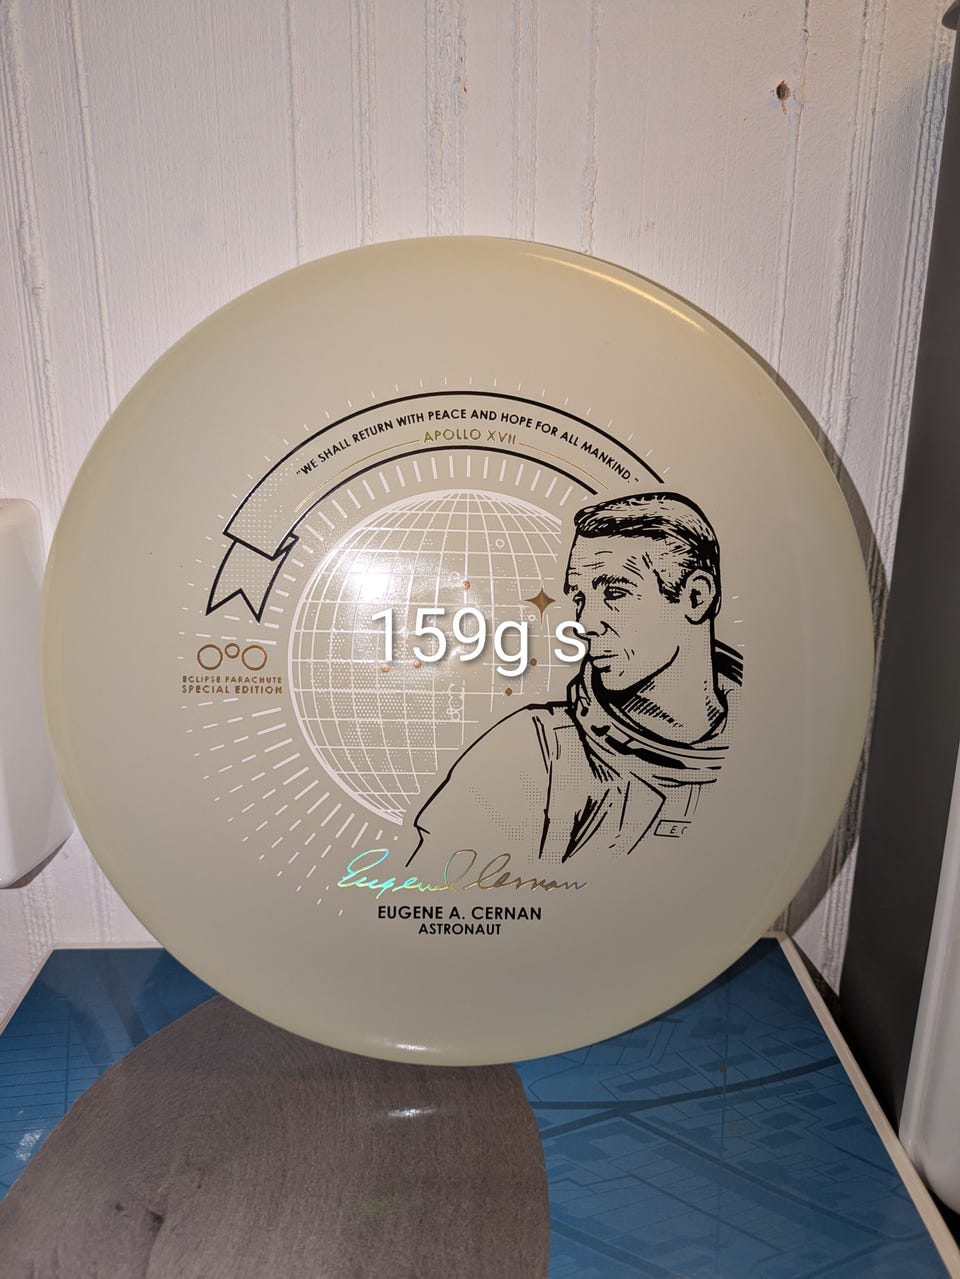 "WE SHALL RETURN WITH PEACE AND HOPE FOR ALL MANKIND."
APOLLO XVII
159g s
ECLIPSE PARACHUTE
SPECIAL EDITION
Eugene A. Cernan
EUGENE A. CERNAN
ASTRONAUT